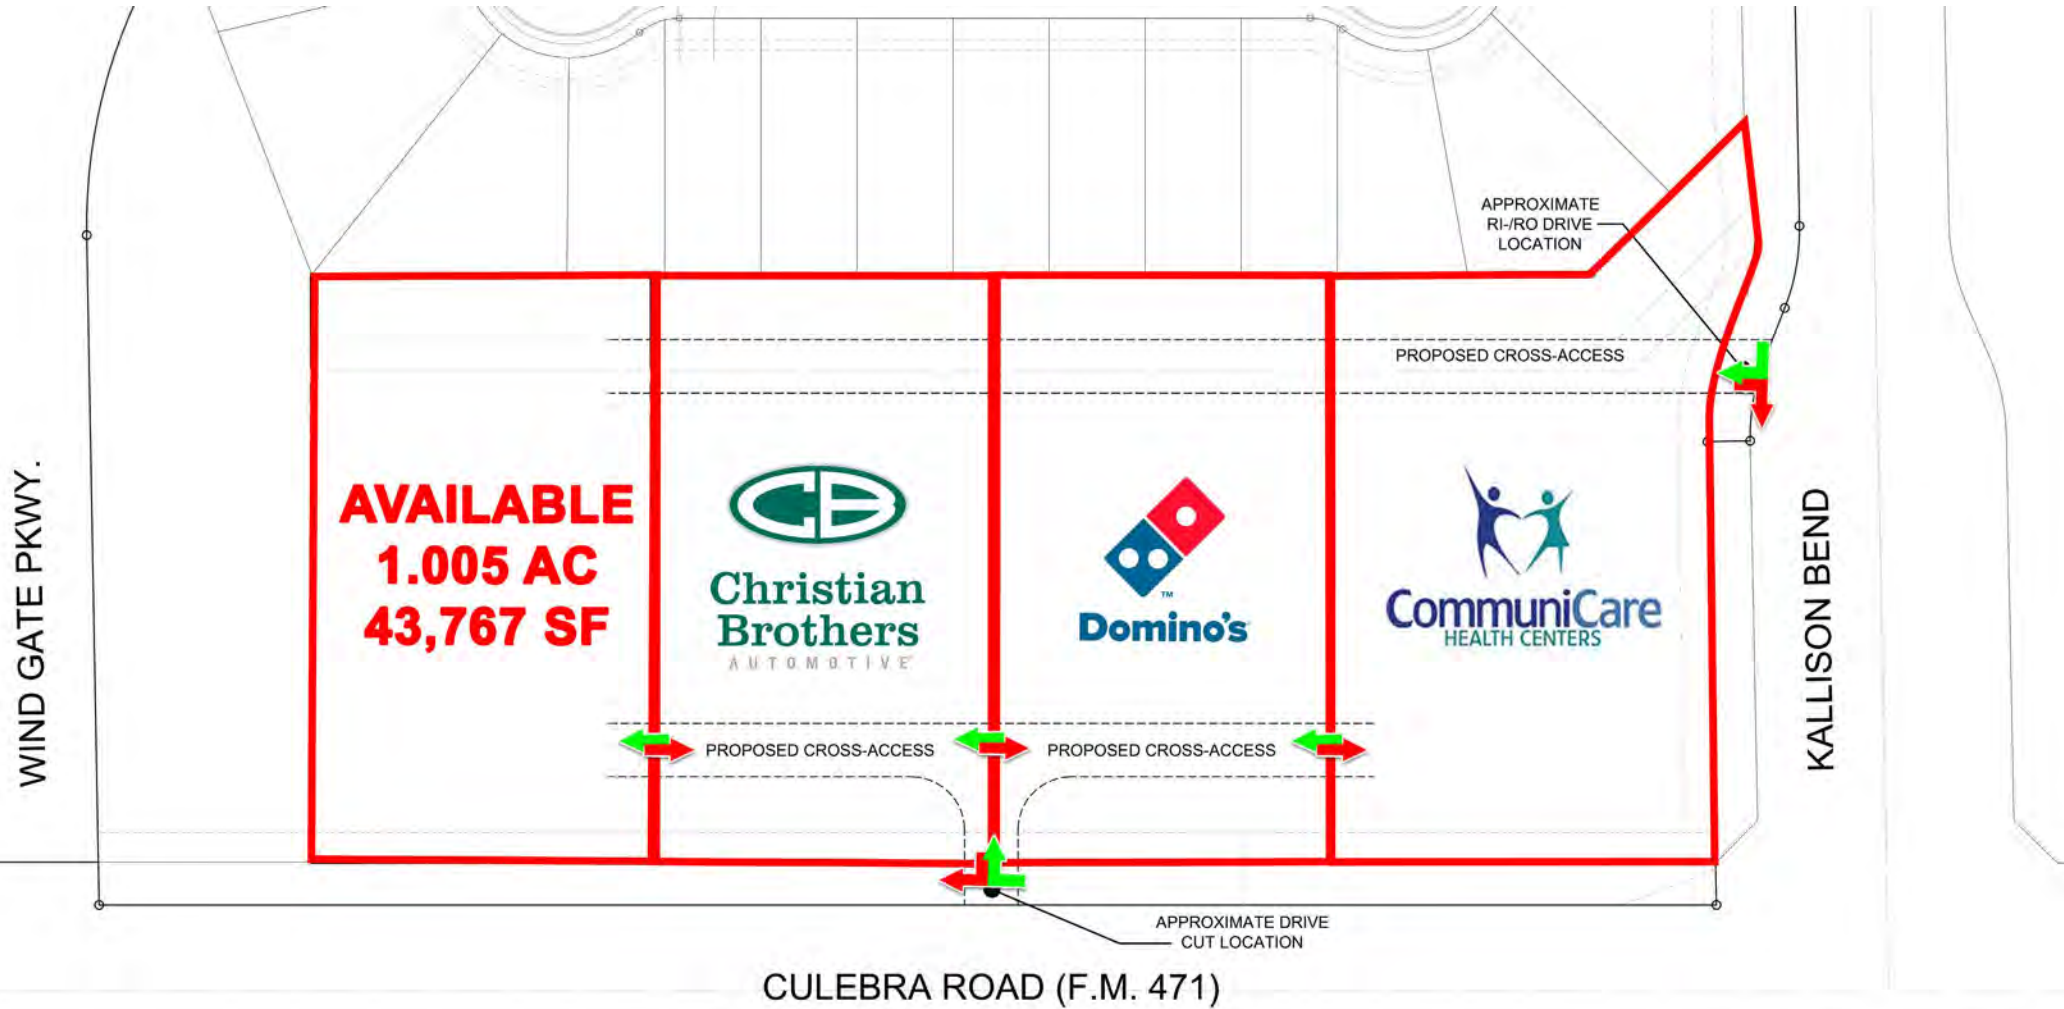 APPROXIMATE
RI-/RO DRIVE
LOCATION
PROPOSED CROSS-ACCESS
WIND GATE PKWY.
AVAILABLE
1.005 AC
43,767 SF
CB
Christian
Brothers
AUTOMOTIVE
TM
Domino's
CommuniCare
HEALTH CENTERS
KALLISON BEND
PROPOSED CROSS-ACCESS
PROPOSED CROSS-ACCESS
APPROXIMATE DRIVE
CUT LOCATION
CULEBRA ROAD (F.M. 471)